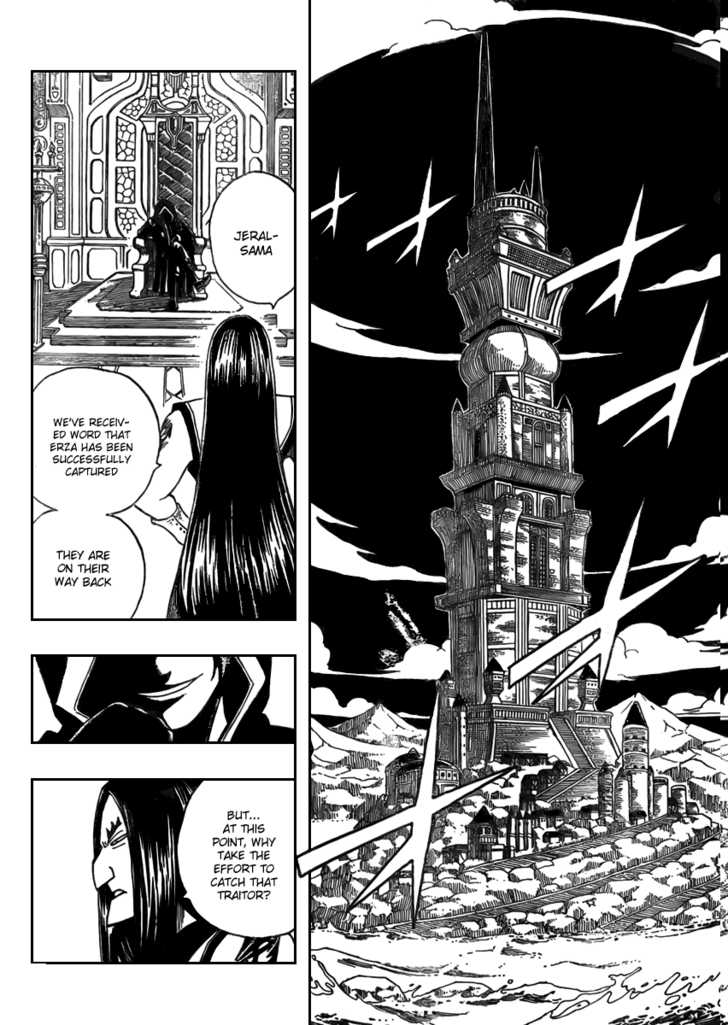 JERAL-
SAMA
WE'VE RECEIV-
ED WORD THAT
ERZA HAS BEEN
SUCCESSFULLY
CAPTURED
THEY ARE
ON THEIR
WAY BACK
BUT...
AT THIS
POINT, WHY
TAKE THE
EFFORT TO
CATCH THAT
TRAITOR?